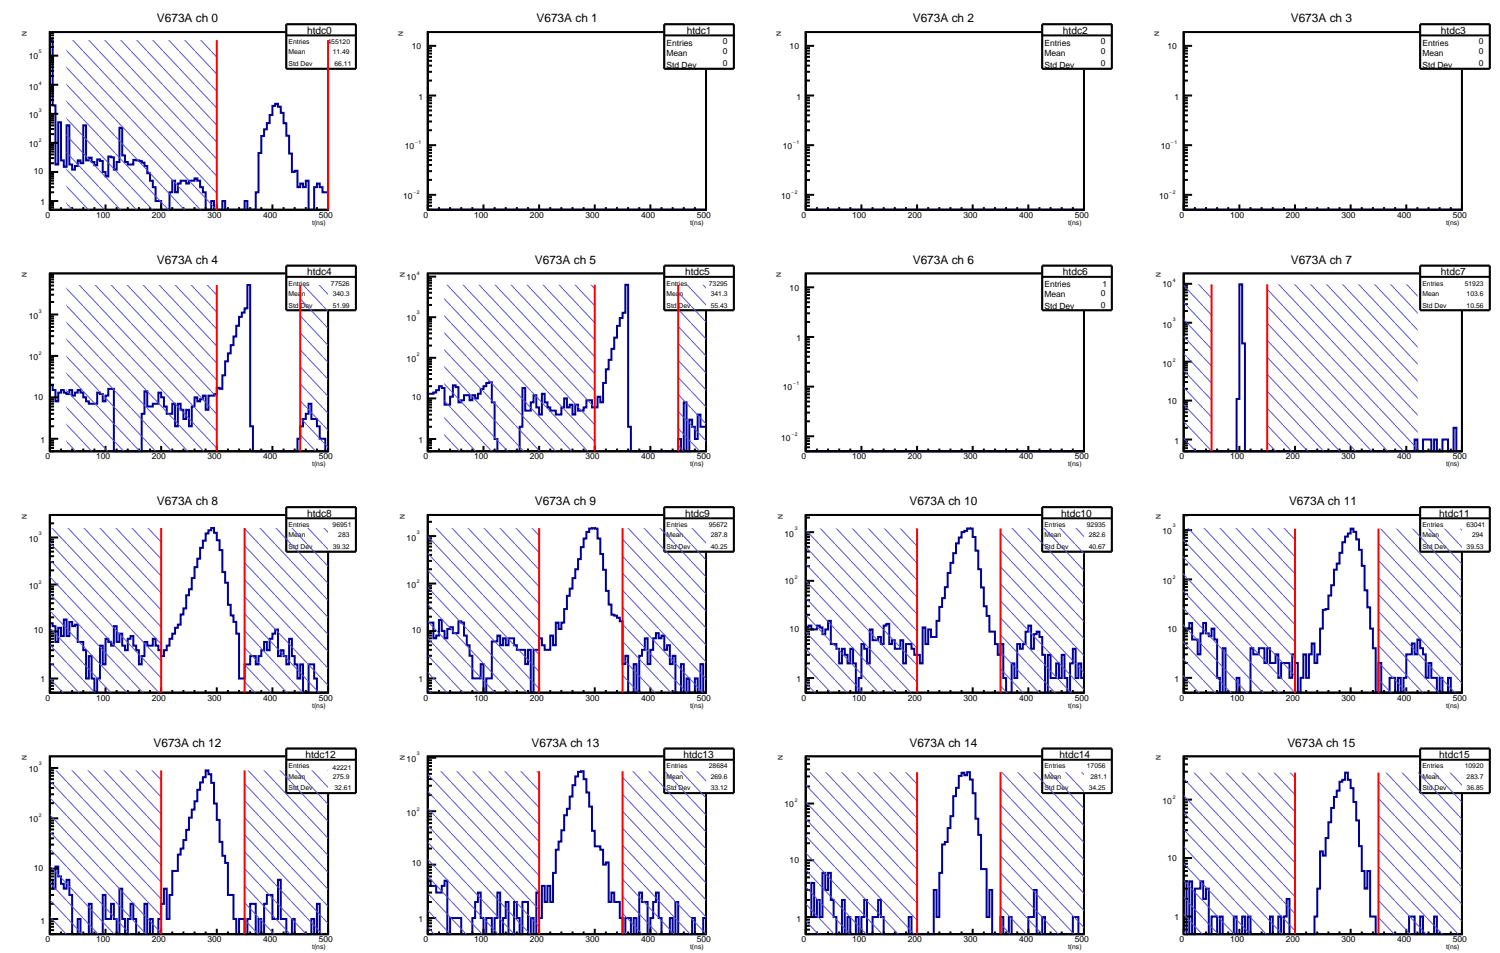 V673A ch 0
htdc0
Entries 455120
Mean 11.49
Std Dev 66.11
V673A ch 1
htdc1
Entries 0
Mean 0
Std Dev 0
V673A ch 2
htdc2
Entries 0
Mean 0
Std Dev 0
V673A ch 3
htdc3
Entries 0
Mean 0
Std Dev 0
V673A ch 4
htdc4
Entries 77526
Mean 340.3
Std Dev 51.99
V673A ch 5
htdc5
Entries 73295
Mean 341.3
Std Dev 55.43
V673A ch 6
htdc6
Entries 1
Mean 0
Std Dev 0
V673A ch 7
htdc7
Entries 51923
Mean 103.6
Std Dev 10.56
V673A ch 8
htdc8
Entries 96951
Mean 283
Std Dev 39.32
V673A ch 9
htdc9
Entries 95672
Mean 287.8
Std Dev 40.25
V673A ch 10
htdc10
Entries 92935
Mean 282.6
Std Dev 40.67
V673A ch 11
htdc11
Entries 63041
Mean 294
Std Dev 39.53
V673A ch 12
htdc12
Entries 42221
Mean 275.9
Std Dev 32.61
V673A ch 13
htdc13
Entries 28684
Mean 269.6
Std Dev 33.12
V673A ch 14
htdc14
Entries 17056
Mean 281.1
Std Dev 34.25
V673A ch 15
htdc15
Entries 10920
Mean 283.7
Std Dev 36.85
N
0 100 200 300 400 500
t(ns)